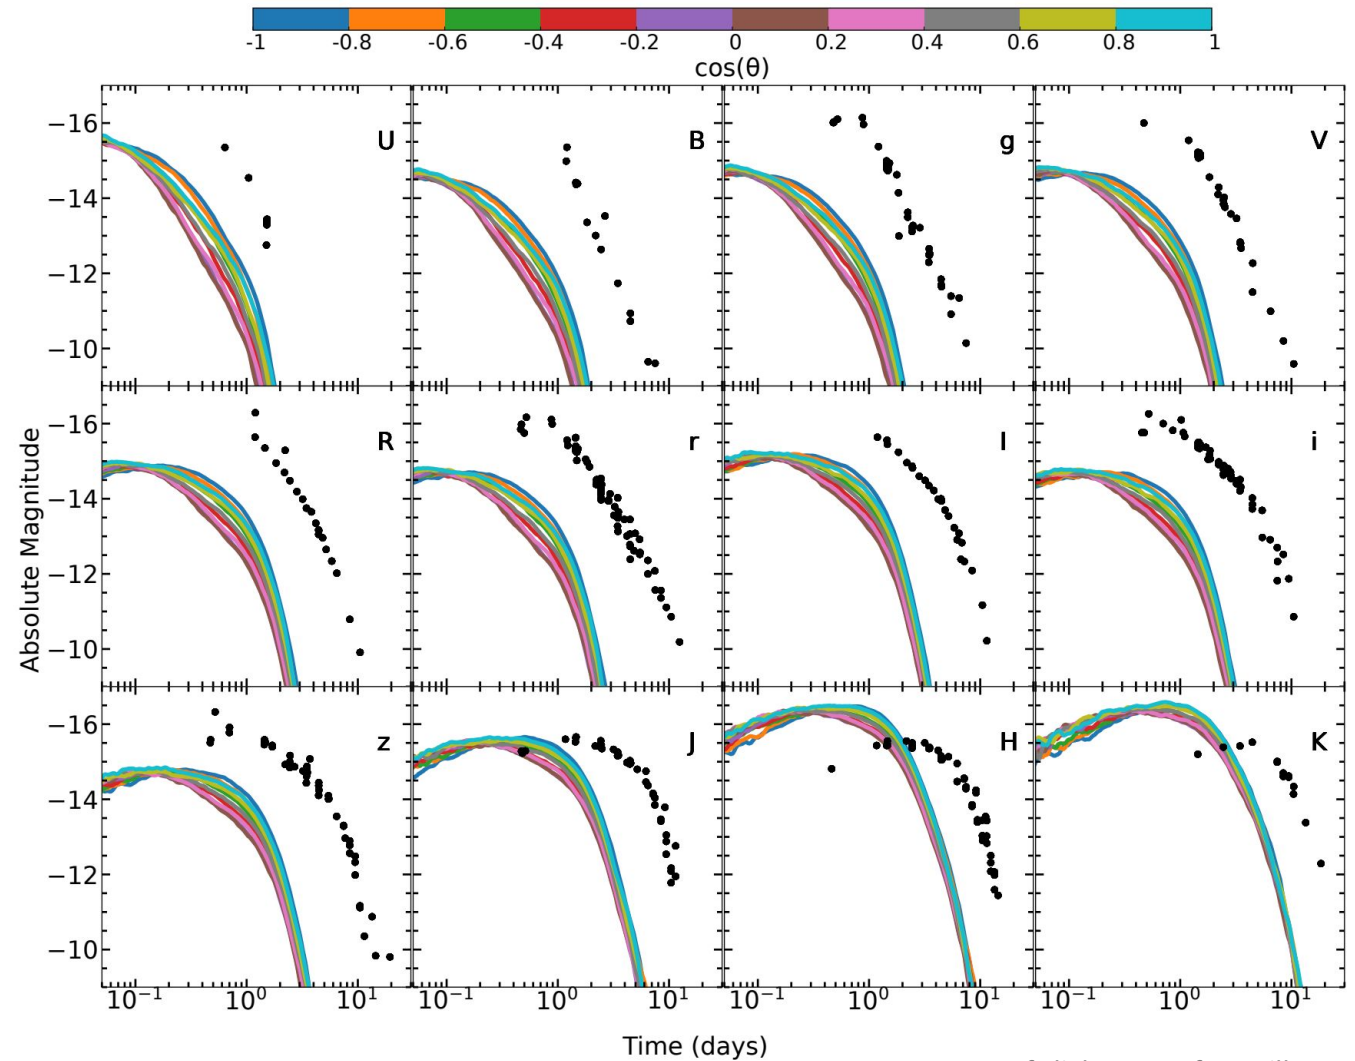 -1 -0.8 -0.6 -0.4 -0.2 0 0.2 0.4 0.6 0.8 1
cos(θ)
U B g V
−16
−14
−12
−10
R r I i
−16
−14
−12
−10
z J H K
−16
−14
−12
−10
Absolute Magnitude
10⁻¹ 10⁰ 10¹ 10⁻¹ 10⁰ 10¹ 10⁻¹ 10⁰ 10¹ 10⁻¹ 10⁰ 10¹
Time (days)